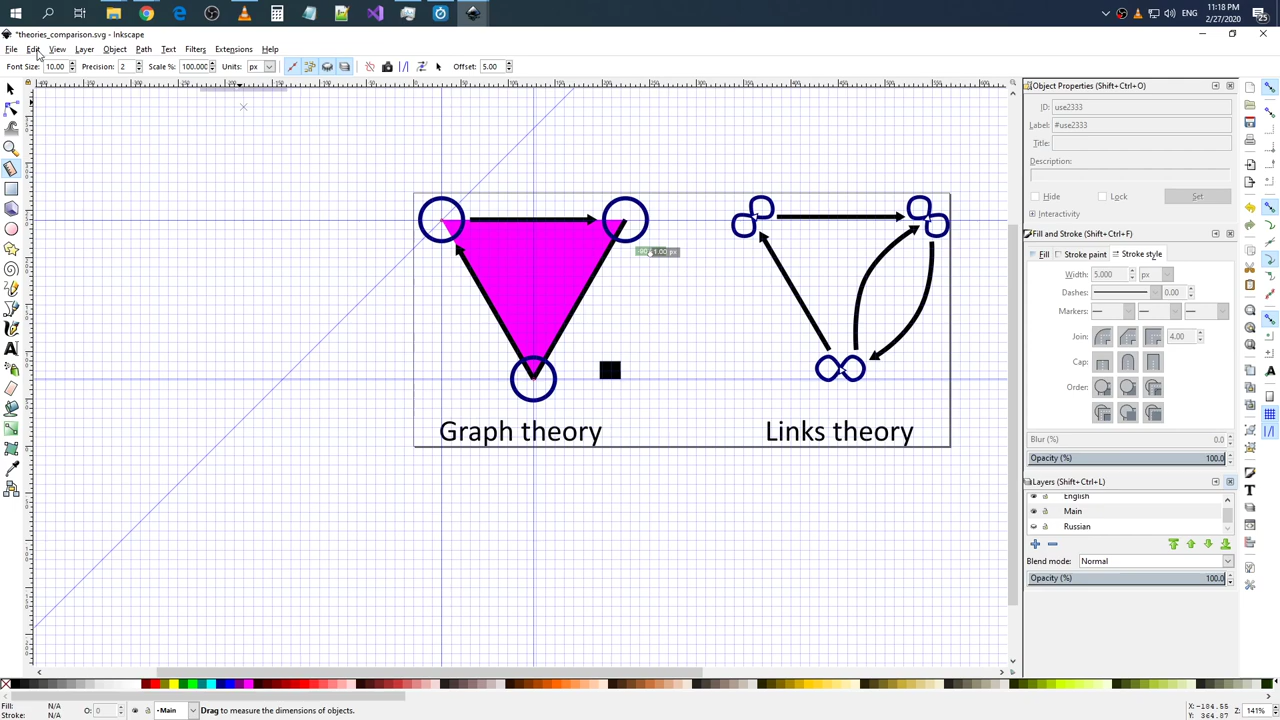 ENG
11:18 PM
2/27/2020
*theories_comparison.svg - Inkscape
File Edit View Layer Object Path Text Filters Extensions Help
Font Size: 10.00 Precision: 2 Scale %: 100.000 Units: px Offset: 5.00
Object Properties (Shift+Ctrl+O)
ID: use2333
Label: #use2333
Title:
Description:
Hide Lock Set
Interactivity
Fill and Stroke (Shift+Ctrl+F)
Fill Stroke paint Stroke style
Width: 5.000 px
Dashes: 0.00
Markers:
Join: 4.00
Cap:
Order:
Blur (%) 0.0
Opacity (%) 100.0
Layers (Shift+Ctrl+L)
English
Main
Russian
Blend mode: Normal
Opacity (%) 100.0
Graph theory
Links theory
Fill: N/A
Stroke: N/A
O: 0
Main
Drag to measure the dimensions of objects.
X: -184.55
Y: 364.87
Z: 141%